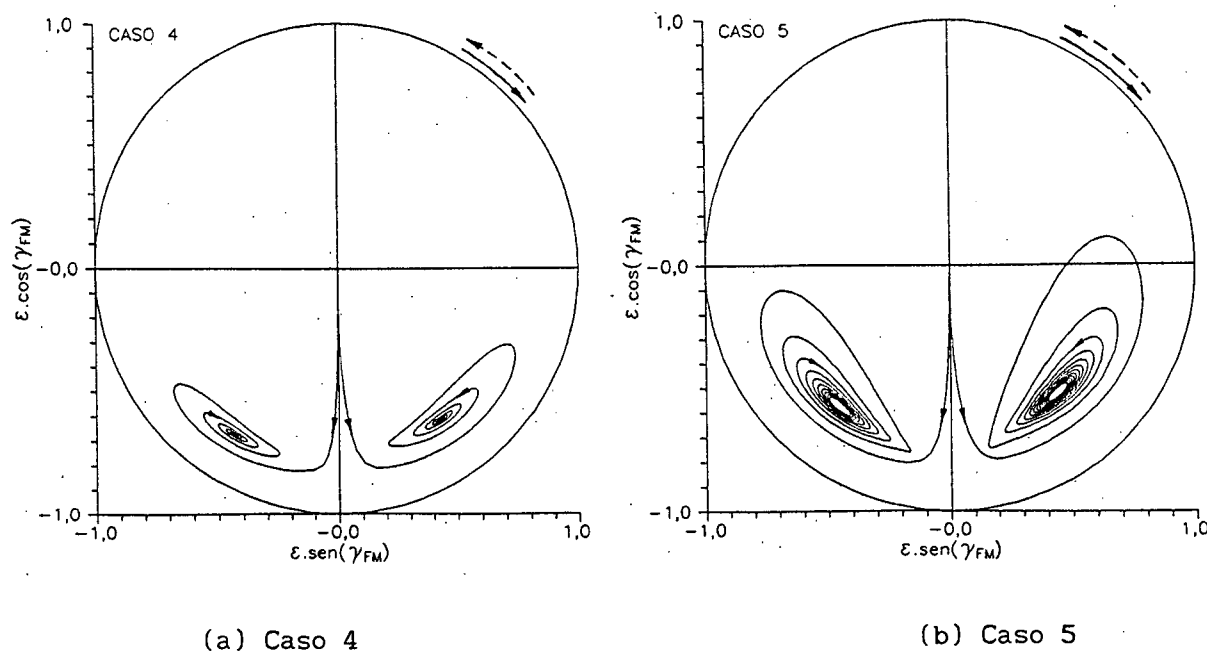 1,0
CASO 4
ε.cos(γFM)
-0,0
-1,0
-1,0
-0,0
1,0
ε.sen(γFM)
(a) Caso 4
1,0
CASO 5
ε.cos(γFM)
-0,0
-1,0
-1,0
-0,0
1,0
ε.sen(γFM)
(b) Caso 5